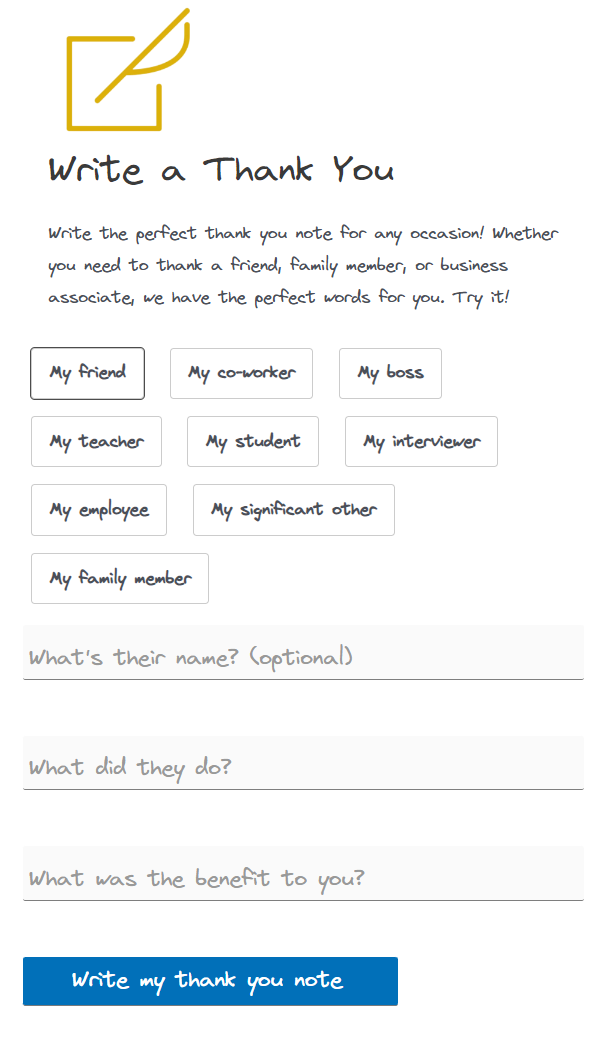 Write a Thank You
Write the perfect thank you note for any occasion! Whether
you need to thank a friend, family member, or business
associate, we have the perfect words for you. Try it!
My friend
My co-worker
My boss
My teacher
My student
My interviewer
My employee
My significant other
My family member
What's their name? (optional)
What did they do?
What was the benefit to you?
Write my thank you note